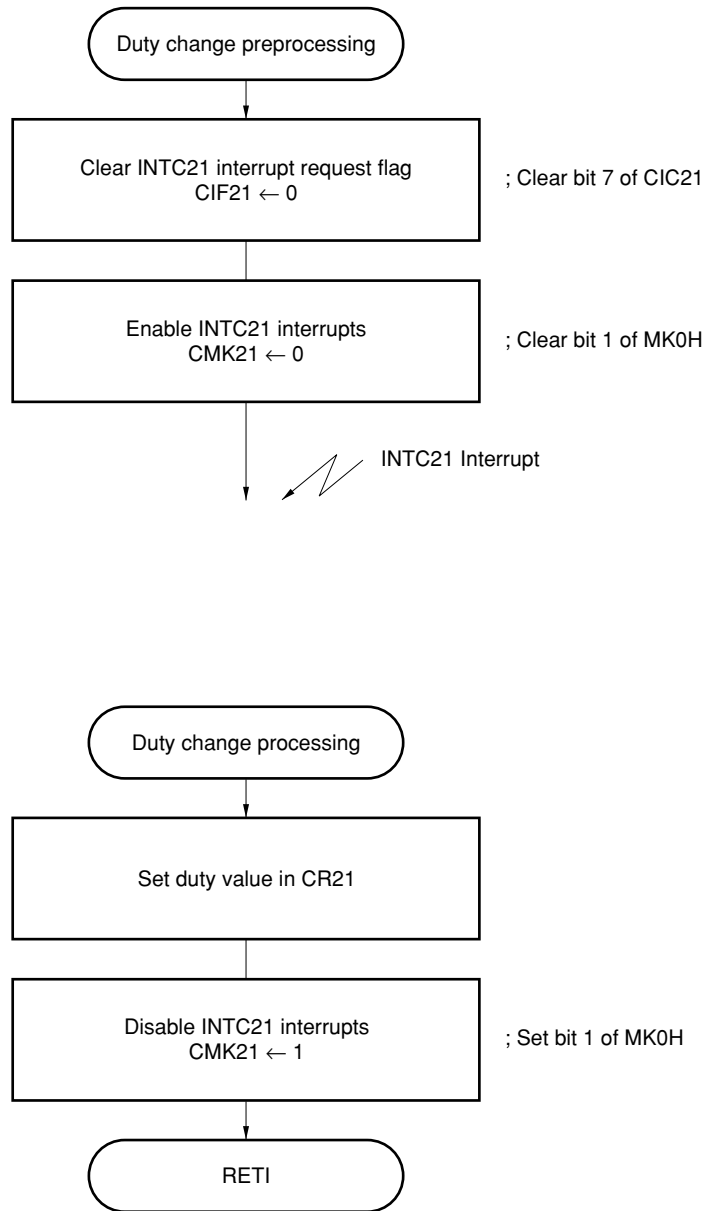 Duty change preprocessing
Clear INTC21 interrupt request flag
CIF21 ← 0
; Clear bit 7 of CIC21
Enable INTC21 interrupts
CMK21 ← 0
; Clear bit 1 of MK0H
INTC21 Interrupt
Duty change processing
Set duty value in CR21
Disable INTC21 interrupts
CMK21 ← 1
; Set bit 1 of MK0H
RETI